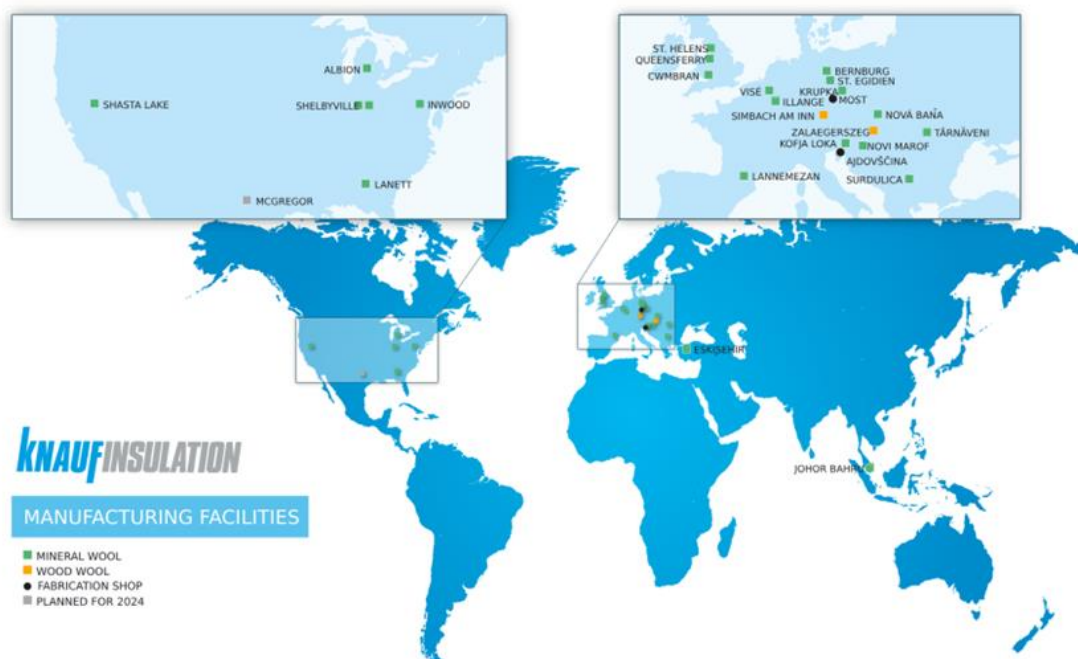 ALBION
SHASTA LAKE
SHELBYVILLE
INWOOD
LANETT
MCGREGOR
ST. HELENS
QUEENSFERRY
CWMBRAN
BERNBURG
ST. EGIDIEN
VISÉ
KRUPKA
ILLANGE
MOST
SIMBACH AM INN
NOVÁ BAŇA
ZALAEGERSZEG
TÂRNĂVENI
KOFJA LOKA
NOVI MAROF
AJDOVŠČINA
LANNEMEZAN
SURDULICA
ESKIŞEHIR
JOHOR BAHRU
KNAUFINSULATION
MANUFACTURING FACILITIES
MINERAL WOOL
WOOD WOOL
FABRICATION SHOP
PLANNED FOR 2024